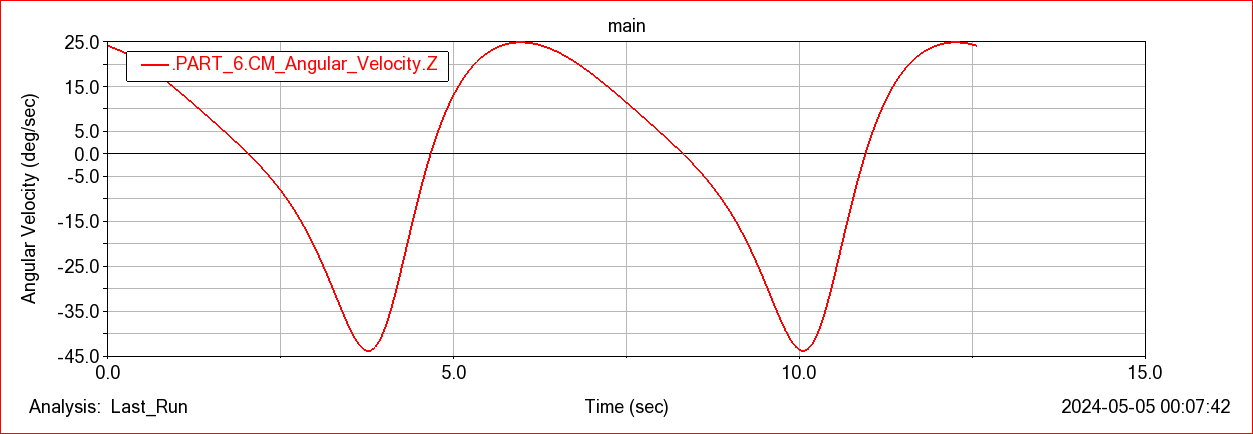 main
25.0
.PART_6.CM_Angular_Velocity.Z
15.0
5.0
0.0
-5.0
-15.0
-25.0
-35.0
-45.0
Angular Velocity (deg/sec)
0.0 5.0 10.0 15.0
Analysis: Last_Run Time (sec) 2024-05-05 00:07:42